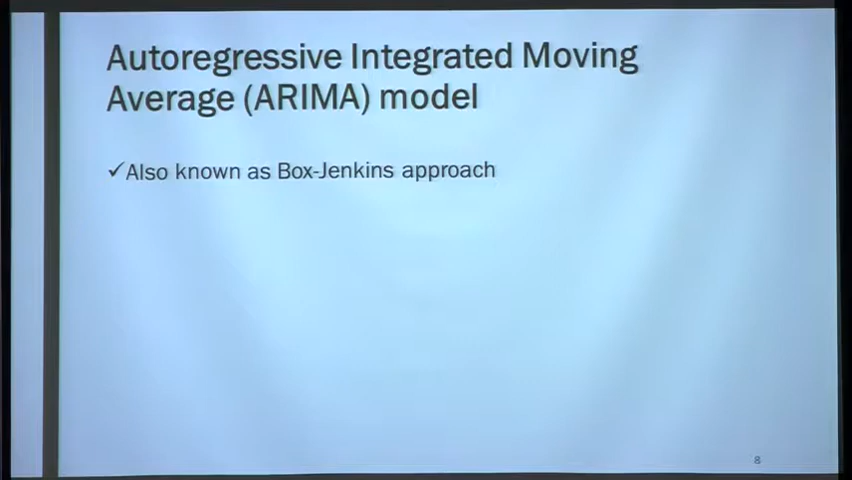 Autoregressive Integrated Moving
Average (ARIMA) model
✓Also known as Box-Jenkins approach
8